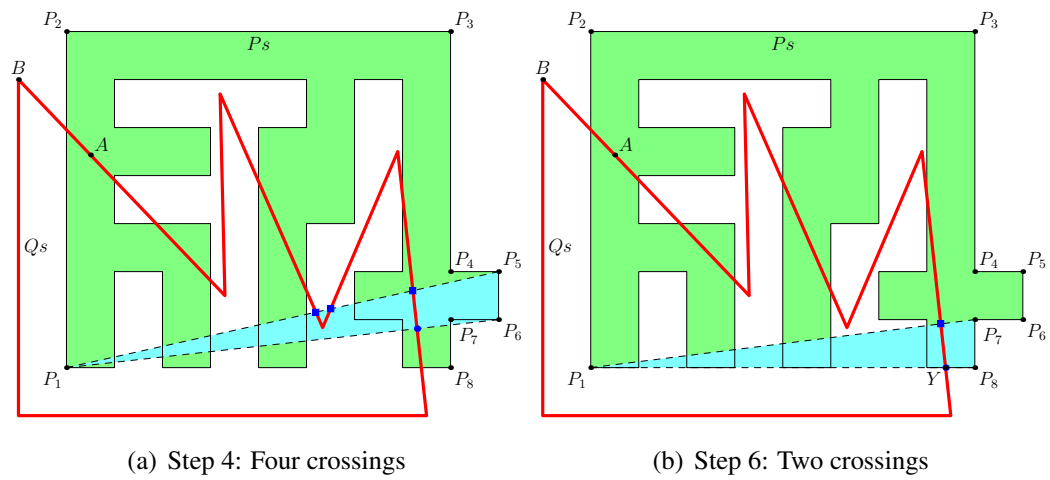 P2 P3 P2 P3
Ps Ps
B B
A A
Qs Qs
P4 P5 P4 P5
P7 P6 P7 P6
P1 P8 P1 Y P8
(a) Step 4: Four crossings (b) Step 6: Two crossings